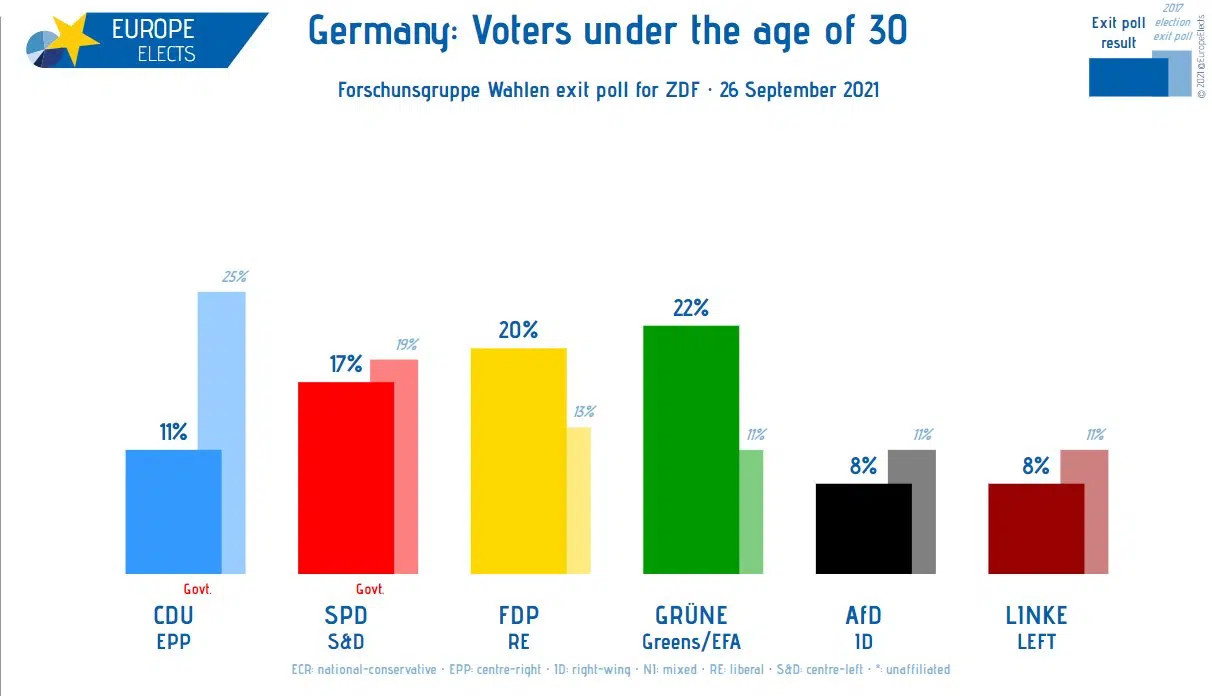 EUROPE
ELECTS
Germany: Voters under the age of 30
Forschunsgruppe Wahlen exit poll for ZDF · 26 September 2021
Exit poll
result
2017
election
exit poll
© 2021 @EuropeElects
25%
11%
17%
19%
20%
13%
22%
11%
8%
11%
8%
11%
Govt.
Govt.
CDU
EPP
SPD
S&D
FDP
RE
GRÜNE
Greens/EFA
AfD
ID
LINKE
LEFT
ECR: national-conservative · EPP: centre-right · ID: right-wing · NI: mixed · RE: liberal · S&D: centre-left · *: unaffiliated